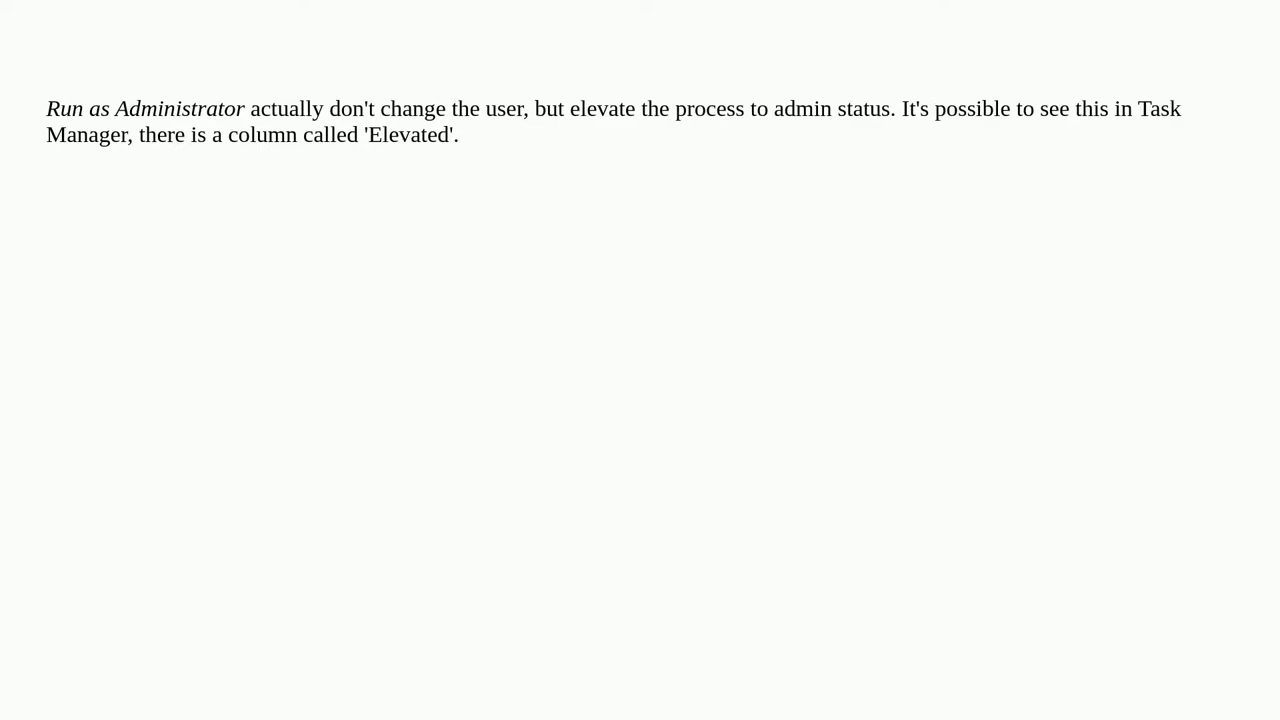 Run as Administrator actually don't change the user, but elevate the process to admin status. It's possible to see this in Task
Manager, there is a column called 'Elevated'.